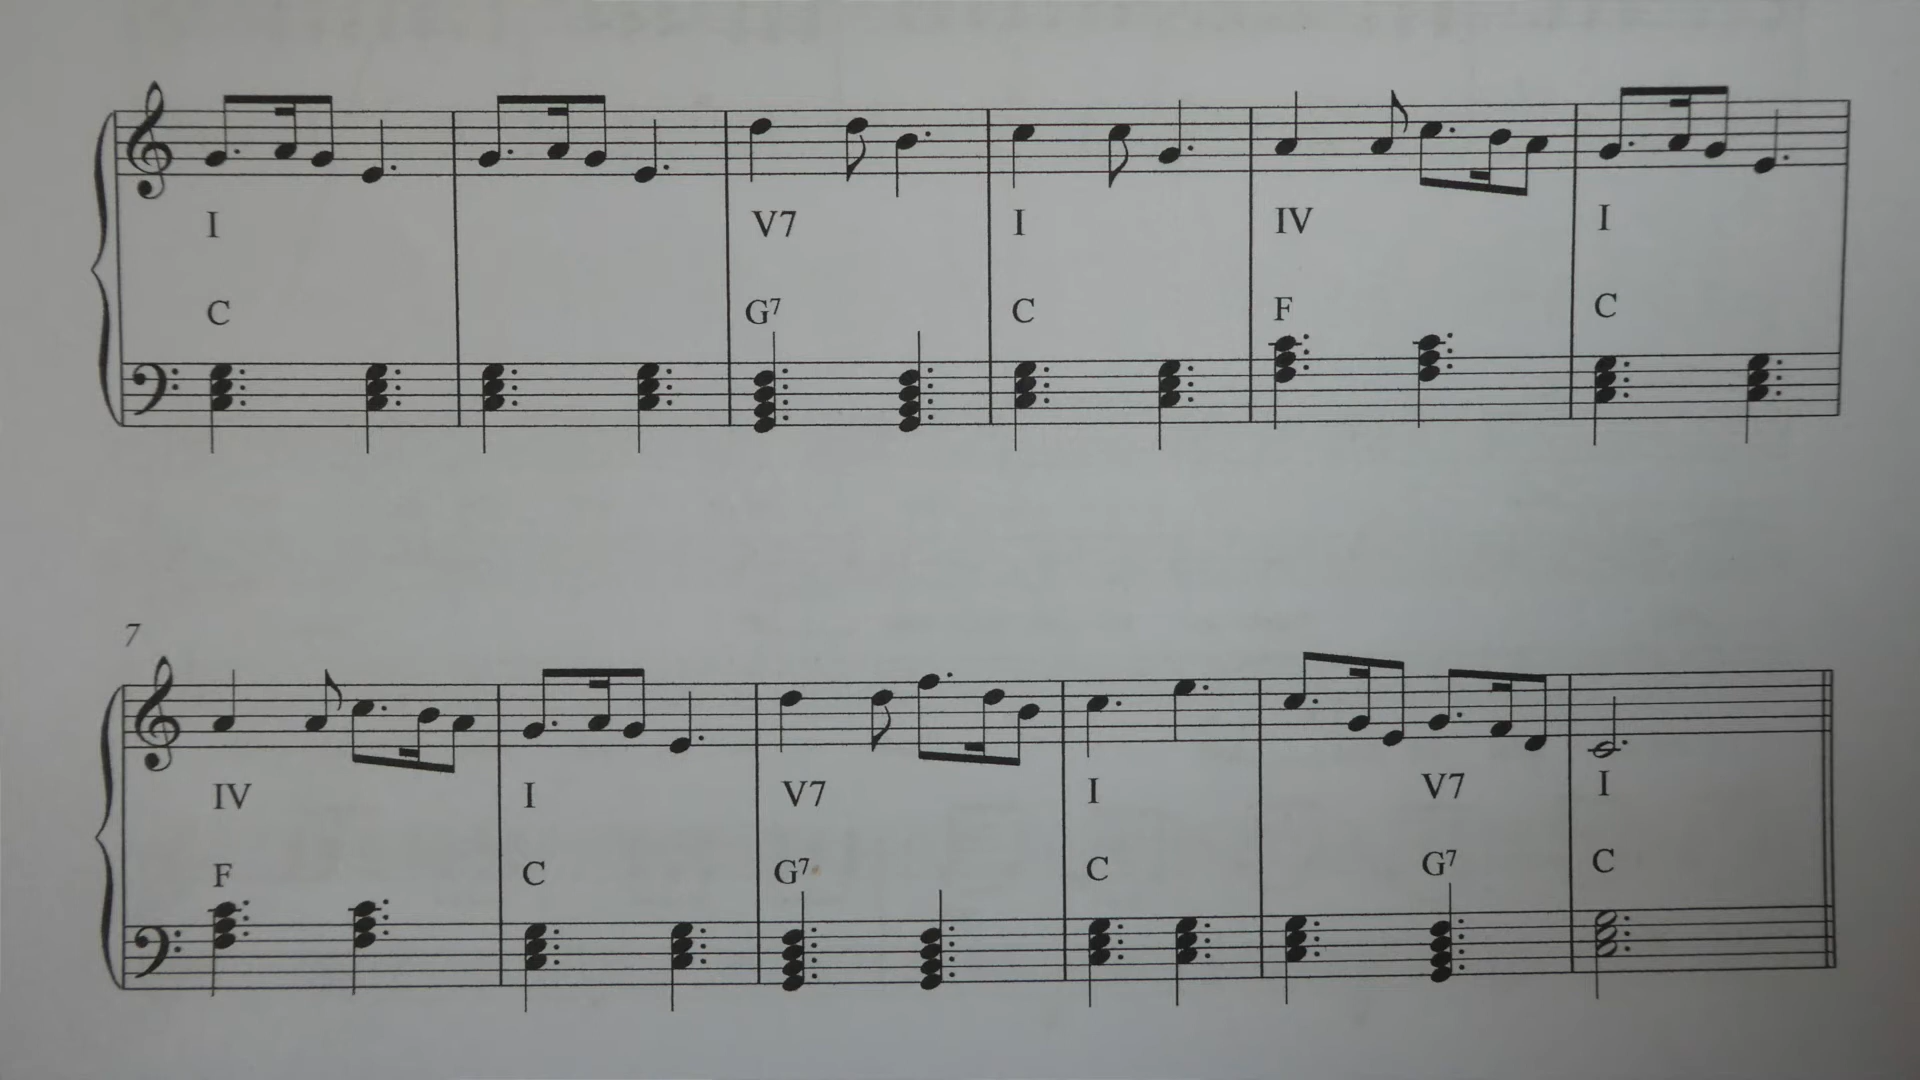 I V7 I IV I
C G⁷ C F C
7
IV I V7 I V7 I
F C G⁷ C G⁷ C